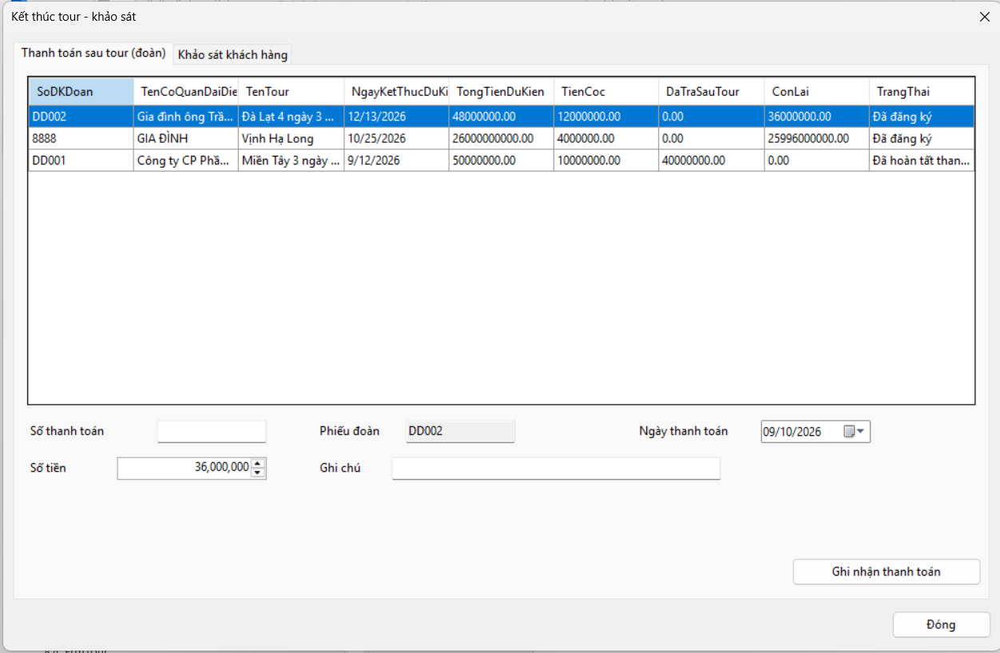 Kết thúc tour - khảo sát
Thanh toán sau tour (đoàn) Khảo sát khách hàng
SoDKDoan TenCoQuanDaiDie TenTour NgayKetThucDuKi TongTienDuKien TienCoc DaTraSauTour ConLai TrangThai
DD002 Gia đình ông Trầ... Đà Lạt 4 ngày 3 ... 12/13/2026 48000000.00 12000000.00 0.00 36000000.00 Đã đăng ký
8888 GIA ĐÌNH Vịnh Hạ Long 10/25/2026 26000000000.00 4000000.00 0.00 25996000000.00 Đã đăng ký
DD001 Công ty CP Phầ... Miền Tây 3 ngày ... 9/12/2026 50000000.00 10000000.00 40000000.00 0.00 Đã hoàn tất than...
Số thanh toán Phiếu đoàn DD002 Ngày thanh toán 09/10/2026
Số tiền 36,000,000 Ghi chú
Ghi nhận thanh toán
Đóng